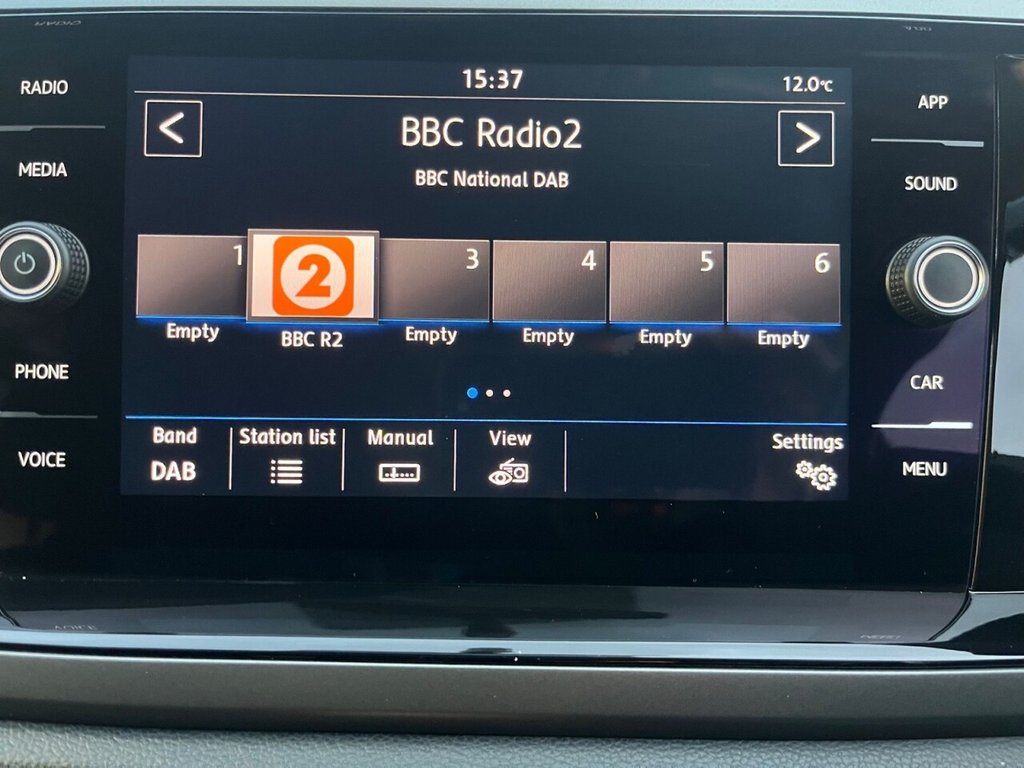 15:37
12.0°C
RADIO
MEDIA
PHONE
VOICE
<
BBC Radio2
>
BBC National DAB
1
2
3
4
5
6
Empty
BBC R2
Empty
Empty
Empty
Empty
Band
DAB
Station list
Manual
View
Settings
APP
SOUND
CAR
MENU